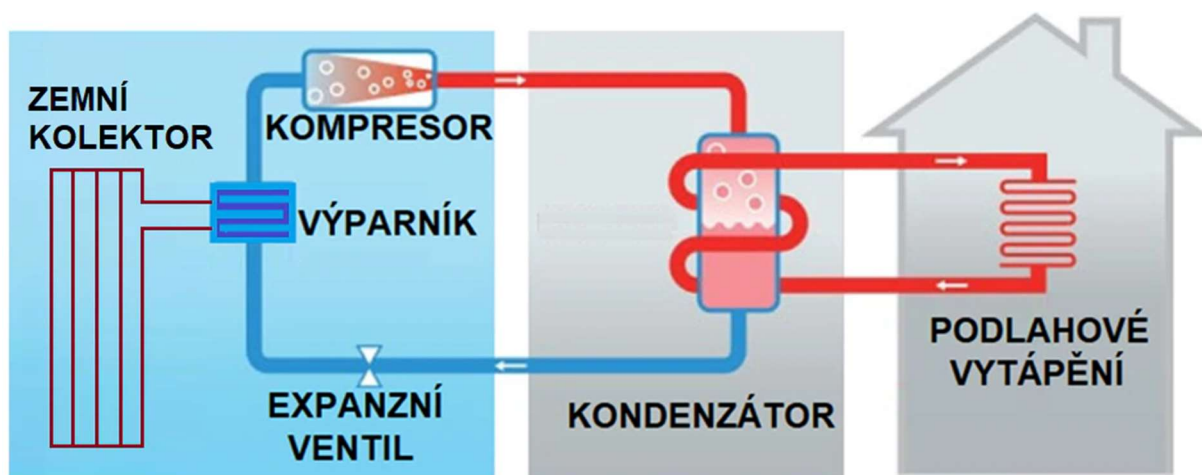 ZEMNÍ
KOLEKTOR
KOMPRESOR
VÝPARNÍK
EXPANZNÍ
VENTIL
KONDENZÁTOR
PODLAHOVÉ
VYTÁPĚNÍ